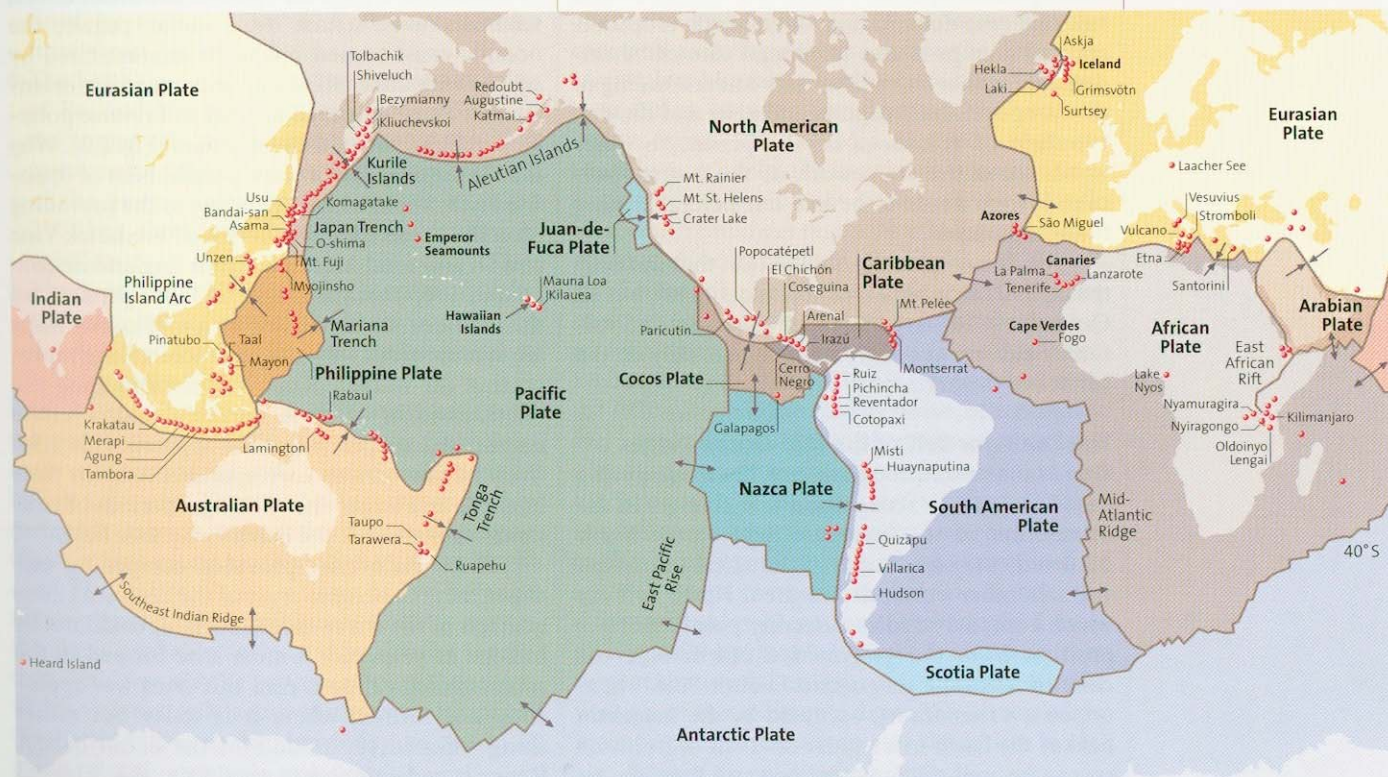 Eurasian Plate
Tolbachik
Shiveluch
Bezymianny
Kliuchevskoi
Kurile
Islands
Redoubt
Augustine
Katmai
Aleutian Islands
North American
Plate
Askja
Hekla
Iceland
Laki
Grimsvötn
Surtsey
Eurasian
Plate
Laacher See
Usu
Bandai-san
Asama
Komagatake
Japan Trench
O-shima
Unzen
Mt. Fuji
Myojinsho
Emperor
Seamounts
Juan-de-
Fuca Plate
Mt. Rainier
Mt. St. Helens
Crater Lake
Azores
São Miguel
Vesuvius
Stromboli
Vulcano
Etna
Santorini
Canaries
La Palma
Lanzarote
Tenerife
Philippine
Island Arc
Indian
Plate
Mauna Loa
Kilauea
Hawaiian
Islands
Popocatépetl
El Chichón
Coseguina
Caribbean
Plate
Mt. Pelée
Arabian
Plate
Paricutin
Arenal
Irazú
Cape Verdes
Fogo
African
Plate
East
African
Rift
Pinatubo
Taal
Mayon
Mariana
Trench
Philippine Plate
Rabaul
Pacific
Plate
Cocos Plate
Cerro
Negro
Montserrat
Ruiz
Pichincha
Reventador
Cotopaxi
Galapagos
Lake
Nyos
Nyamuragira
Nyiragongo
Kilimanjaro
Oldoinyo
Lengai
Krakatau
Merapi
Agung
Tambora
Lamington
Misti
Huaynaputina
Australian Plate
Tonga
Trench
Nazca Plate
South American
Plate
Mid-
Atlantic
Ridge
Taupo
Tarawera
Ruapehu
Quizapu
Villarica
Hudson
40°S
East Pacific
Rise
Southeast Indian Ridge
Heard Island
Scotia Plate
Antarctic Plate